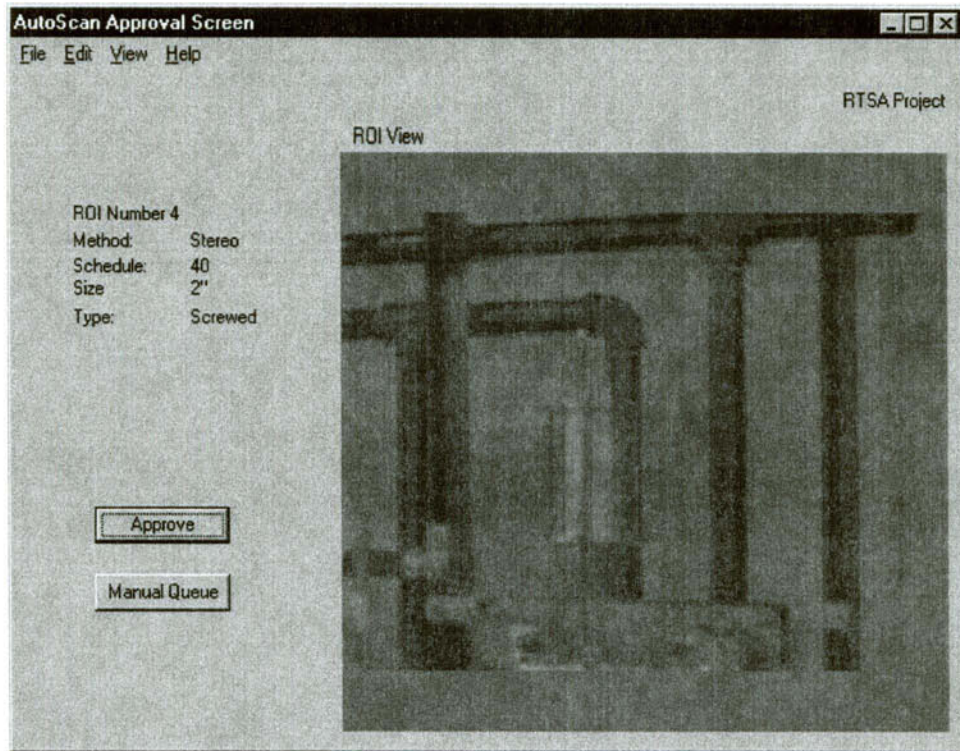 AutoScan Approval Screen
File Edit View Help
RTSA Project
ROI View
ROI Number 4
Method: Stereo
Schedule: 40
Size 2"
Type: Screwed
Approve
Manual Queue